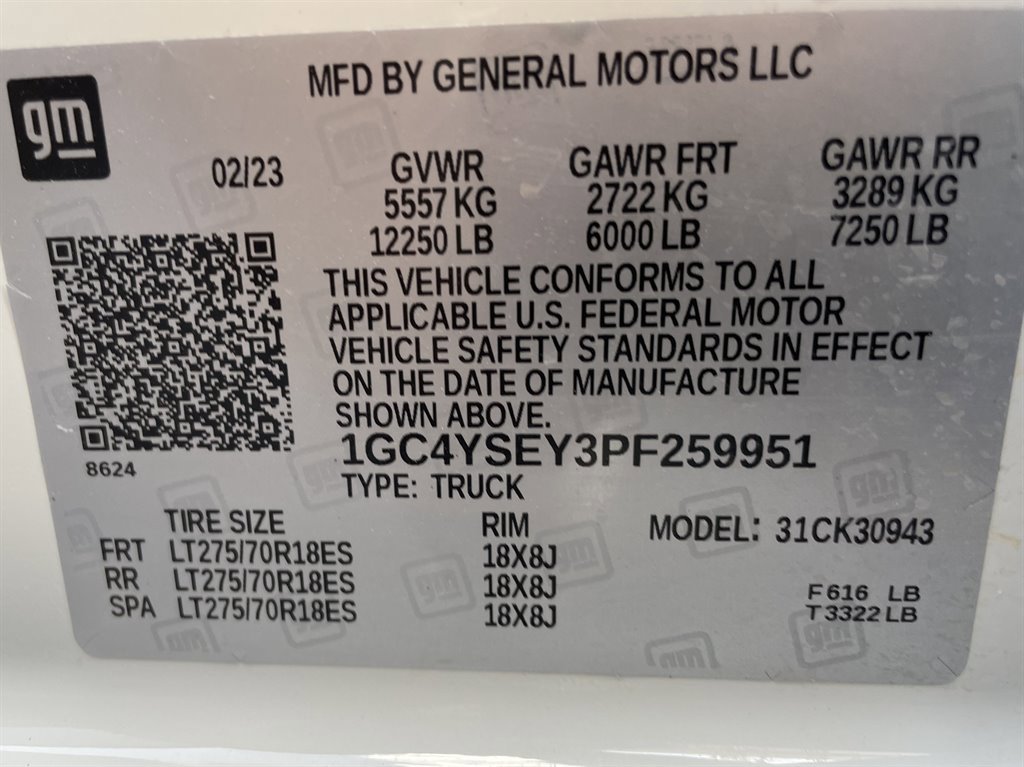 gm
MFD BY GENERAL MOTORS LLC
02/23 GVWR GAWR FRT GAWR RR
5557 KG 2722 KG 3289 KG
12250 LB 6000 LB 7250 LB
THIS VEHICLE CONFORMS TO ALL
APPLICABLE U.S. FEDERAL MOTOR
VEHICLE SAFETY STANDARDS IN EFFECT
ON THE DATE OF MANUFACTURE
SHOWN ABOVE.
1GC4YSEY3PF259951
8624
TYPE: TRUCK
TIRE SIZE RIM MODEL: 31CK30943
FRT LT275/70R18ES 18X8J
RR LT275/70R18ES 18X8J
SPA LT275/70R18ES 18X8J
F 616 LB
T 3322 LB